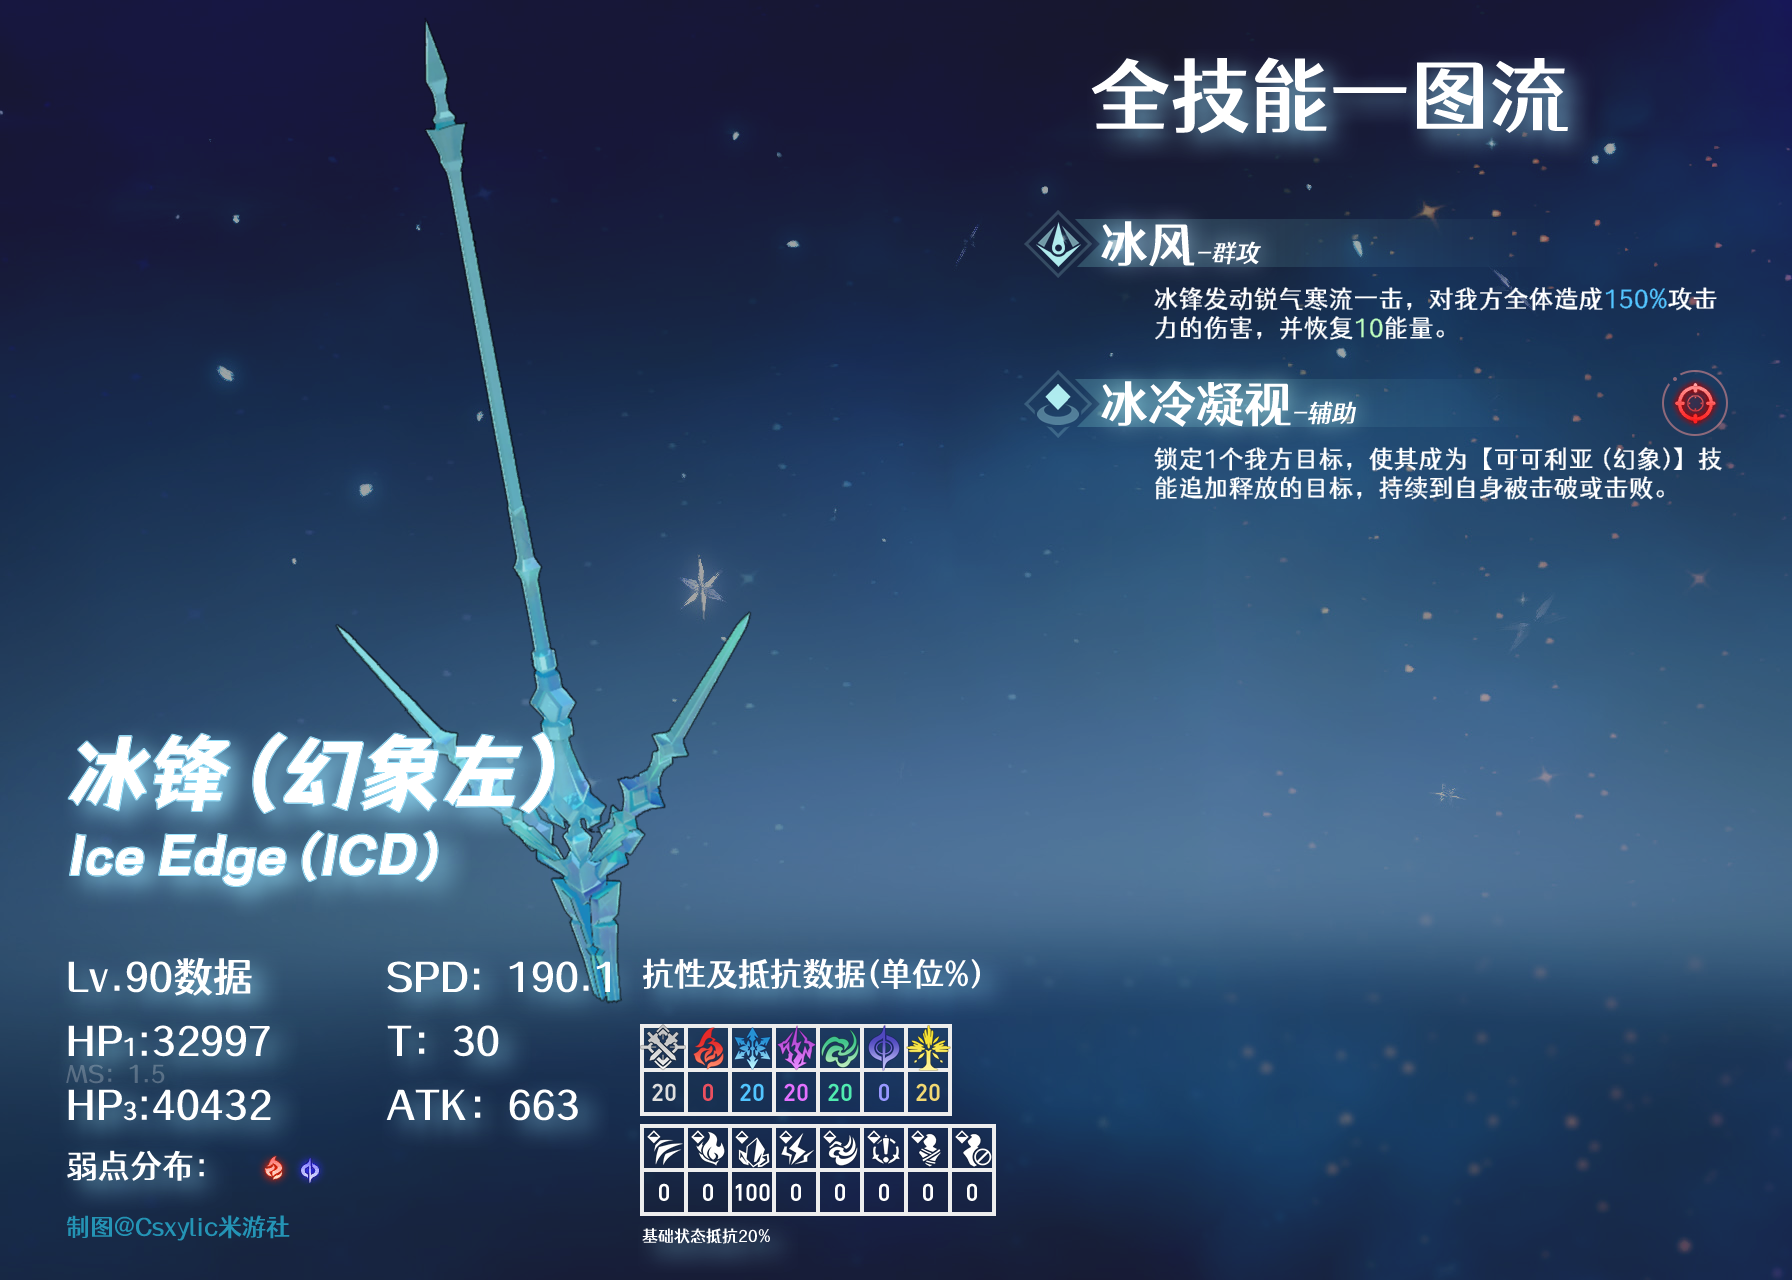 全技能一图流
冰风-群攻
冰锋发动锐气寒流一击，对我方全体造成150%攻击
力的伤害，并恢复10能量。
冰冷凝视-辅助
锁定1个我方目标，使其成为【可可利亚（幻象）】技
能追加释放的目标，持续到自身被击破或击败。
冰锋（幻象左）
Ice Edge (ICD)
Lv.90数据
SPD：190.1
HP1:32997
T：30
MS：1.5
HP3:40432
ATK：663
弱点分布：
制图@Csxylic米游社
抗性及抵抗数据(单位%)
20 0 20 20 20 0 20
0 0 100 0 0 0 0 0
基础状态抵抗20%